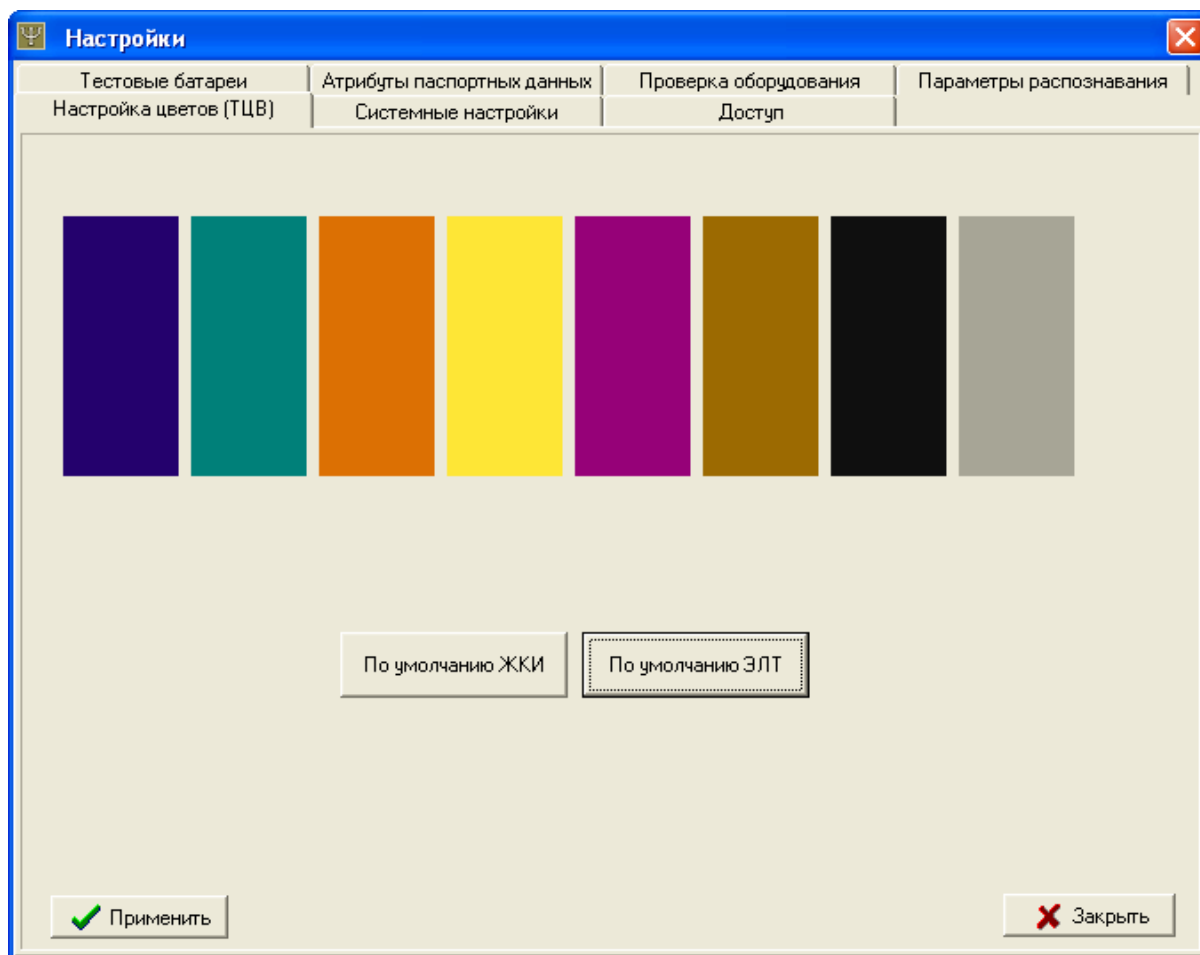 Настройки
Тестовые батареи Атрибуты паспортных данных Проверка оборудования Параметры распознавания
Настройка цветов (ТЦВ) Системные настройки Доступ
По умолчанию ЖКИ По умолчанию ЭЛТ
Применить Закрыть